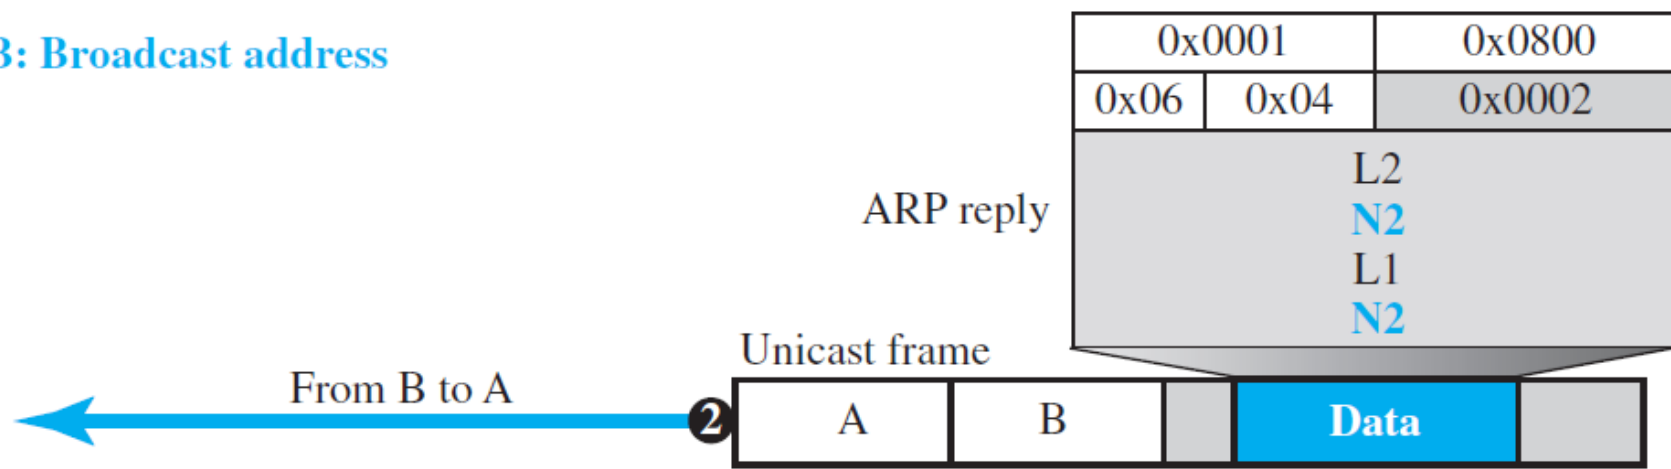 3: Broadcast address
0x0001 0x0800
0x06 0x04 0x0002
L2
ARP reply
N2
L1
N2
Unicast frame
From B to A
2 A B Data